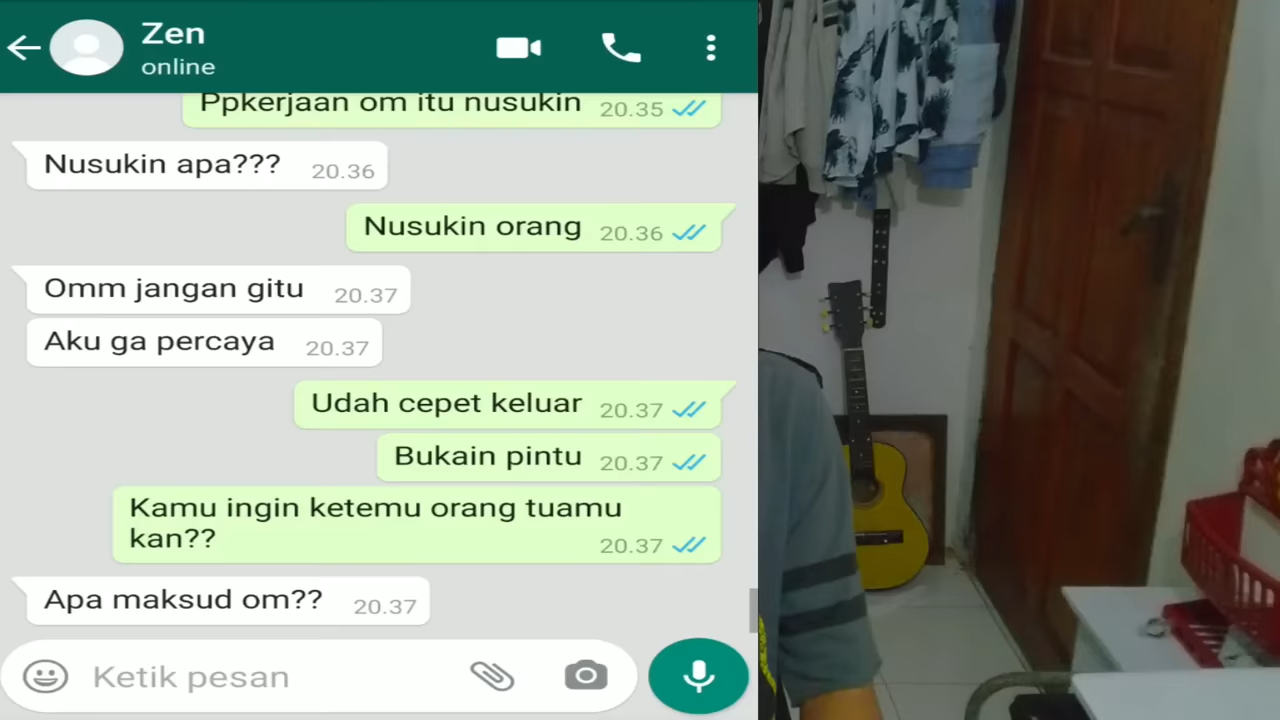 Zen
online
Ppkerjaan om itu nusukin 20.35
Nusukin apa??? 20.36
Nusukin orang 20.36
Omm jangan gitu 20.37
Aku ga percaya 20.37
Udah cepet keluar 20.37
Bukain pintu 20.37
Kamu ingin ketemu orang tuamu
kan?? 20.37
Apa maksud om?? 20.37
Ketik pesan